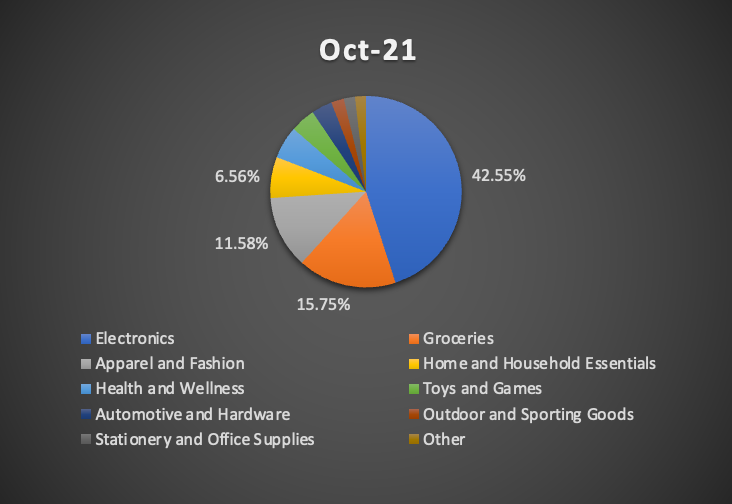 Oct-21
42.55%
6.56%
11.58%
15.75%
Electronics
Groceries
Apparel and Fashion
Home and Household Essentials
Health and Wellness
Toys and Games
Automotive and Hardware
Outdoor and Sporting Goods
Stationery and Office Supplies
Other